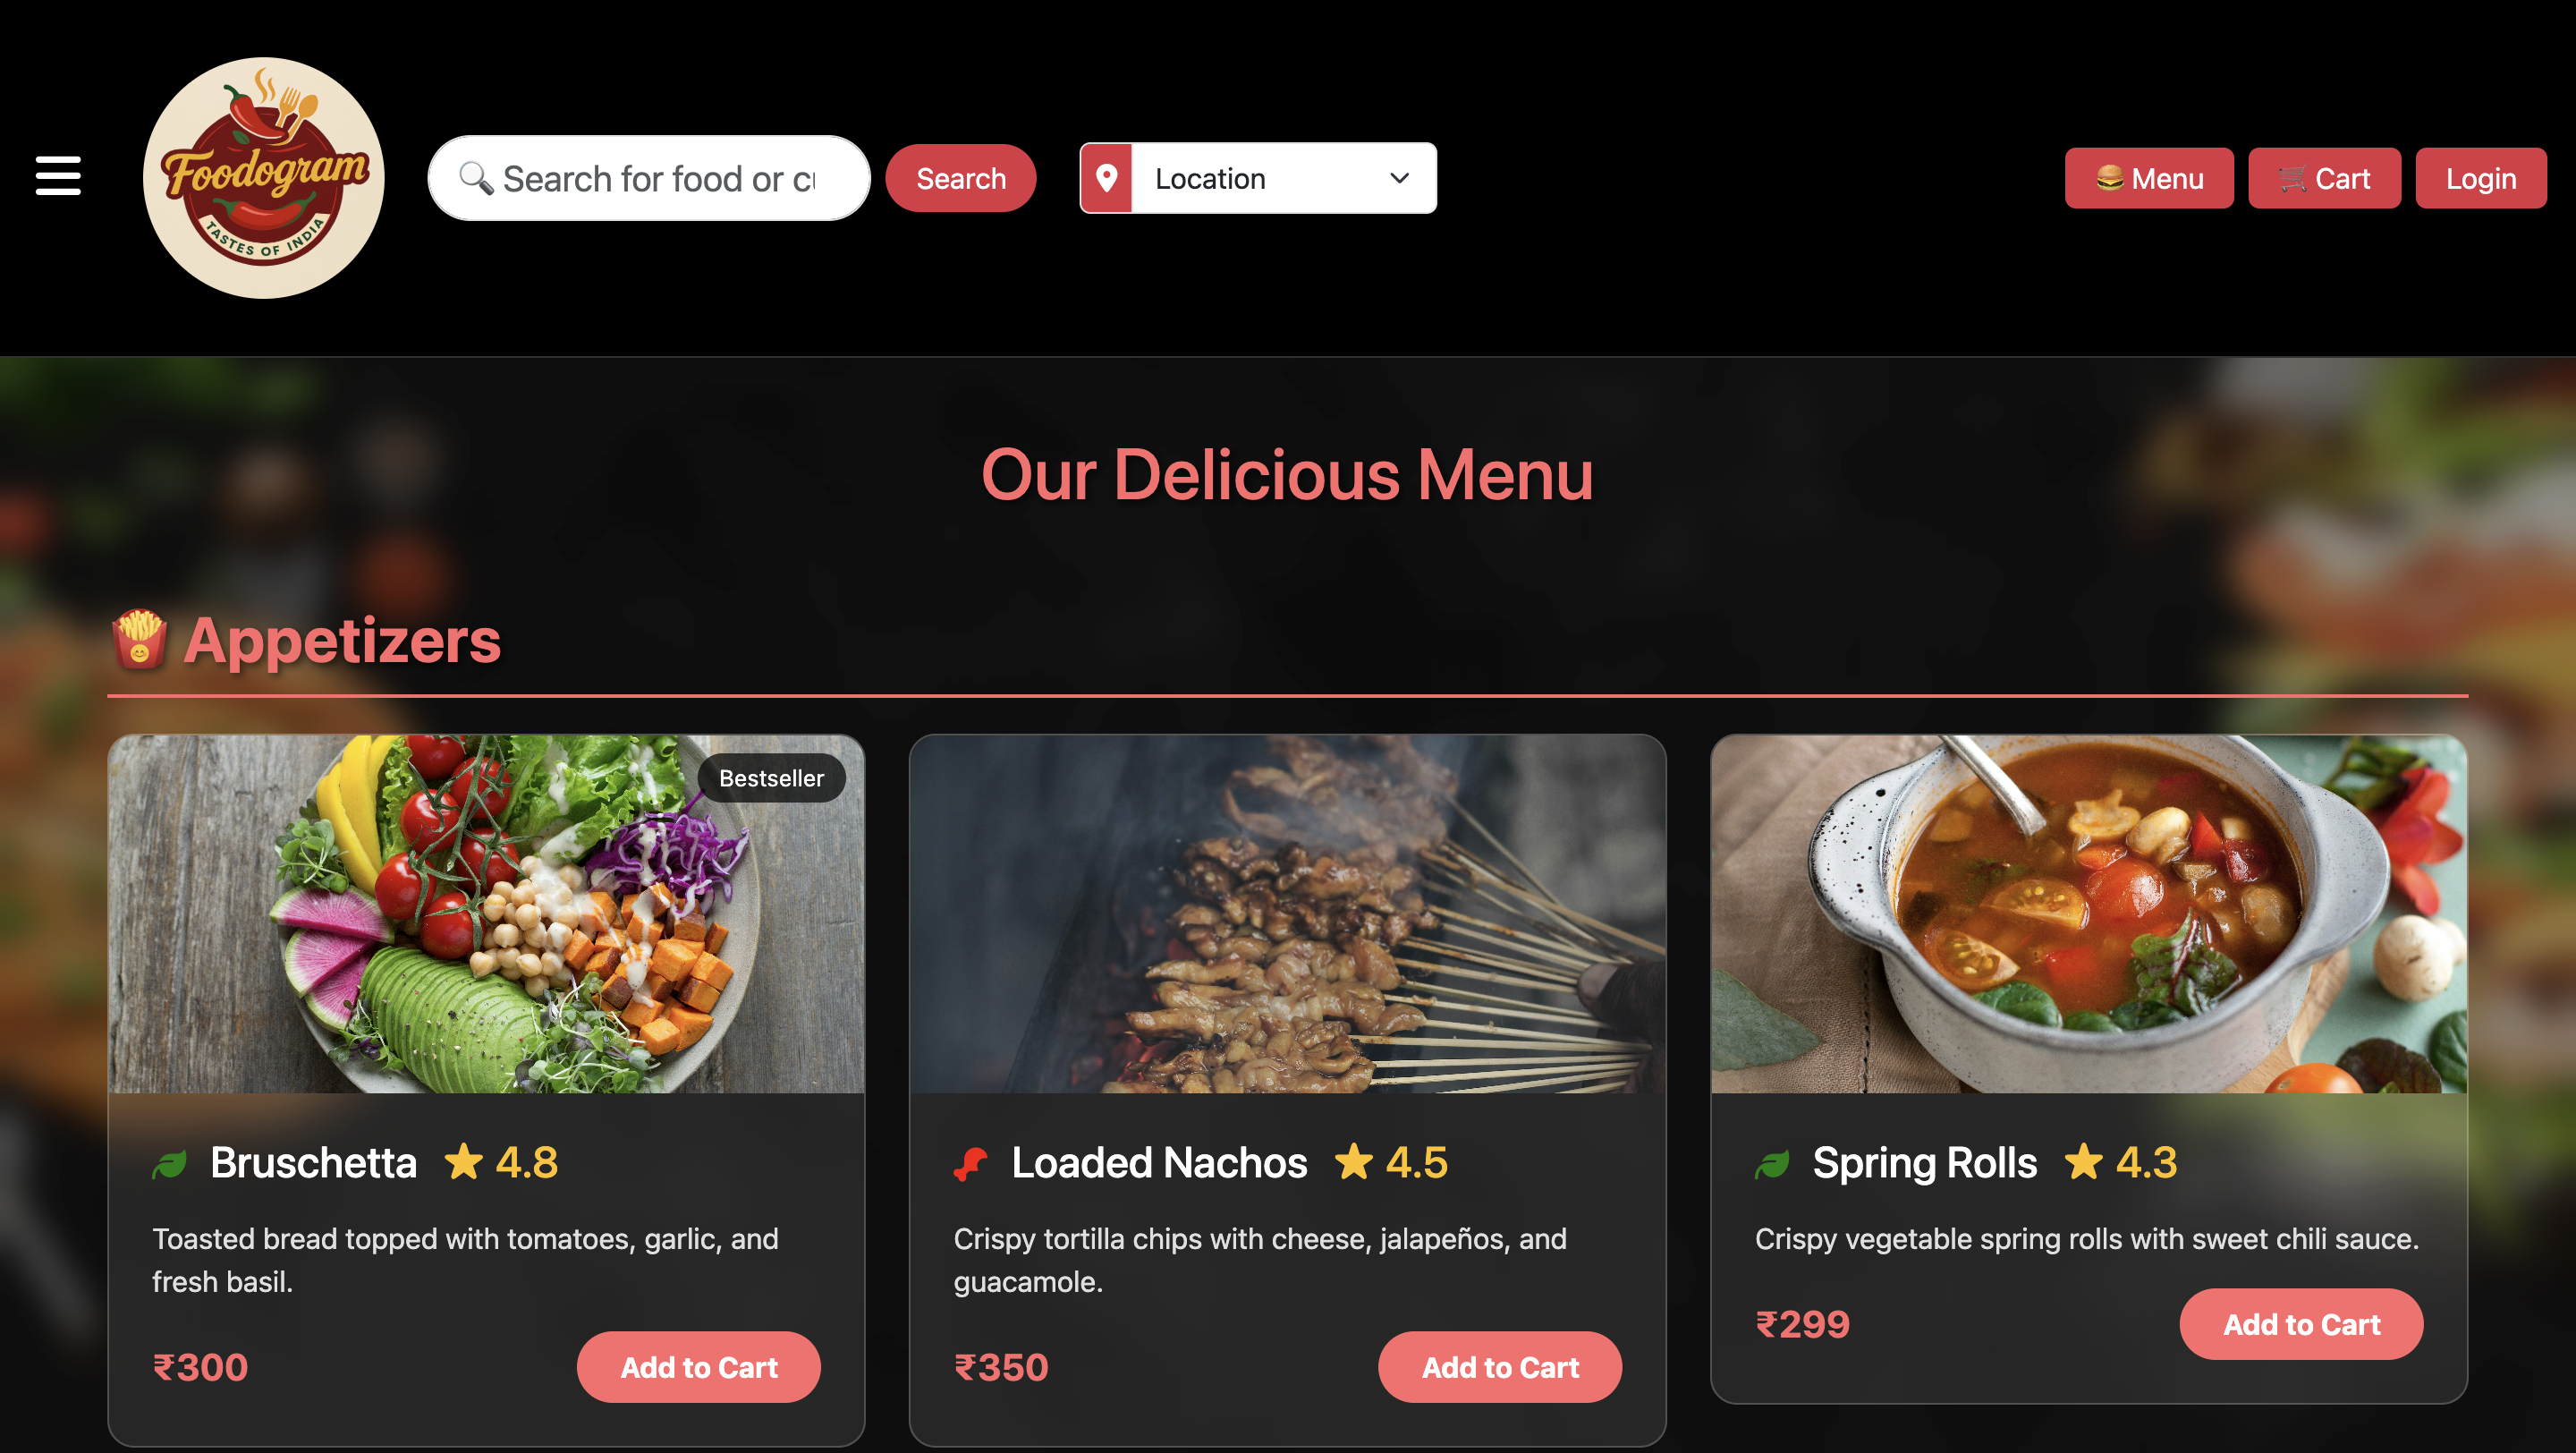 Foodogram
TASTES OF INDIA
Search for food or cu
Search
Location
Menu
Cart
Login
Our Delicious Menu
Appetizers
Bestseller
Bruschetta 4.8
Toasted bread topped with tomatoes, garlic, and
fresh basil.
₹300
Add to Cart
Loaded Nachos 4.5
Crispy tortilla chips with cheese, jalapeños, and
guacamole.
₹350
Add to Cart
Spring Rolls 4.3
Crispy vegetable spring rolls with sweet chili sauce.
₹299
Add to Cart